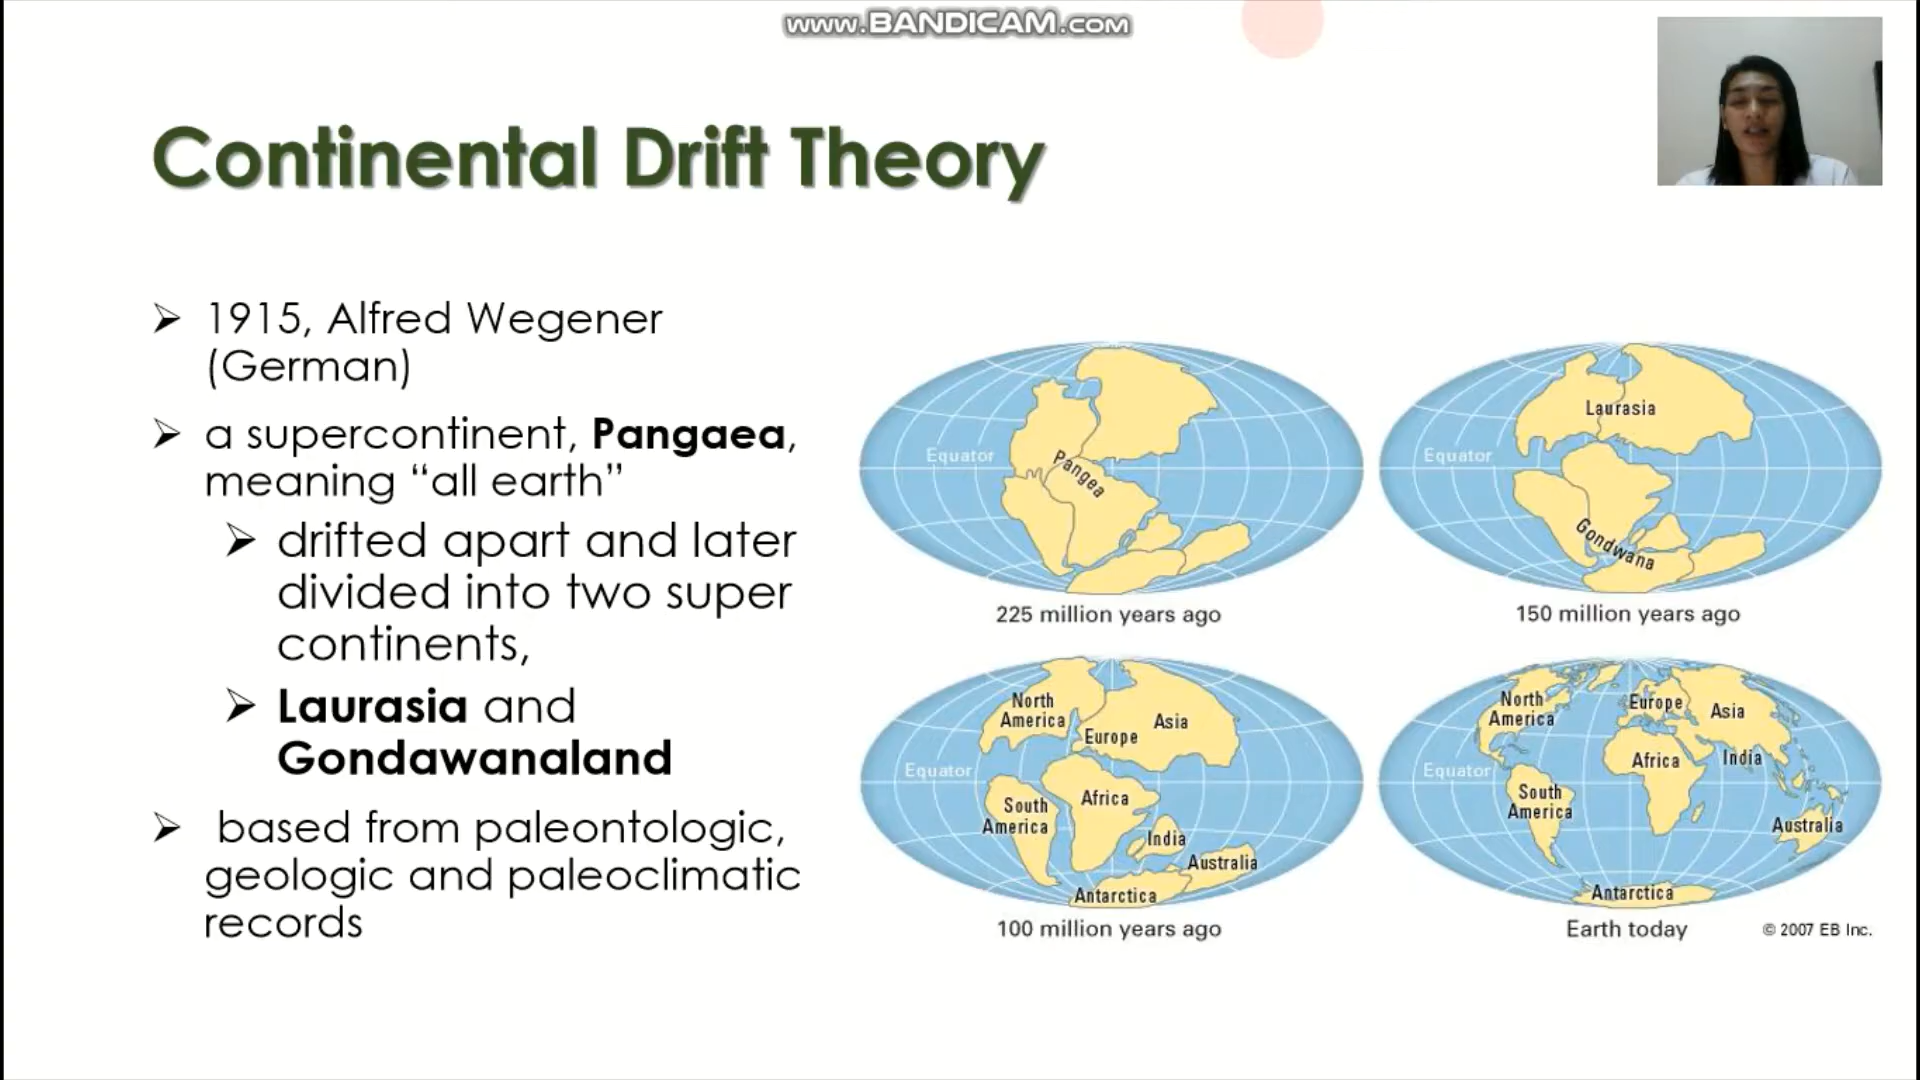 www.BANDICAM.com
Continental Drift Theory
1915, Alfred Wegener
(German)
a supercontinent, Pangaea,
meaning “all earth”
drifted apart and later
divided into two super
continents,
Laurasia and
Gondawanaland
based from paleontologic,
geologic and paleoclimatic
records
Equator
Pangea
225 million years ago
Equator
Laurasia
Gondwana
150 million years ago
North
America
Europe
Asia
Equator
South
America
Africa
India
Australia
Antarctica
100 million years ago
North
America
Europe
Asia
Equator
Africa
India
South
America
Australia
Antarctica
Earth today
© 2007 EB Inc.